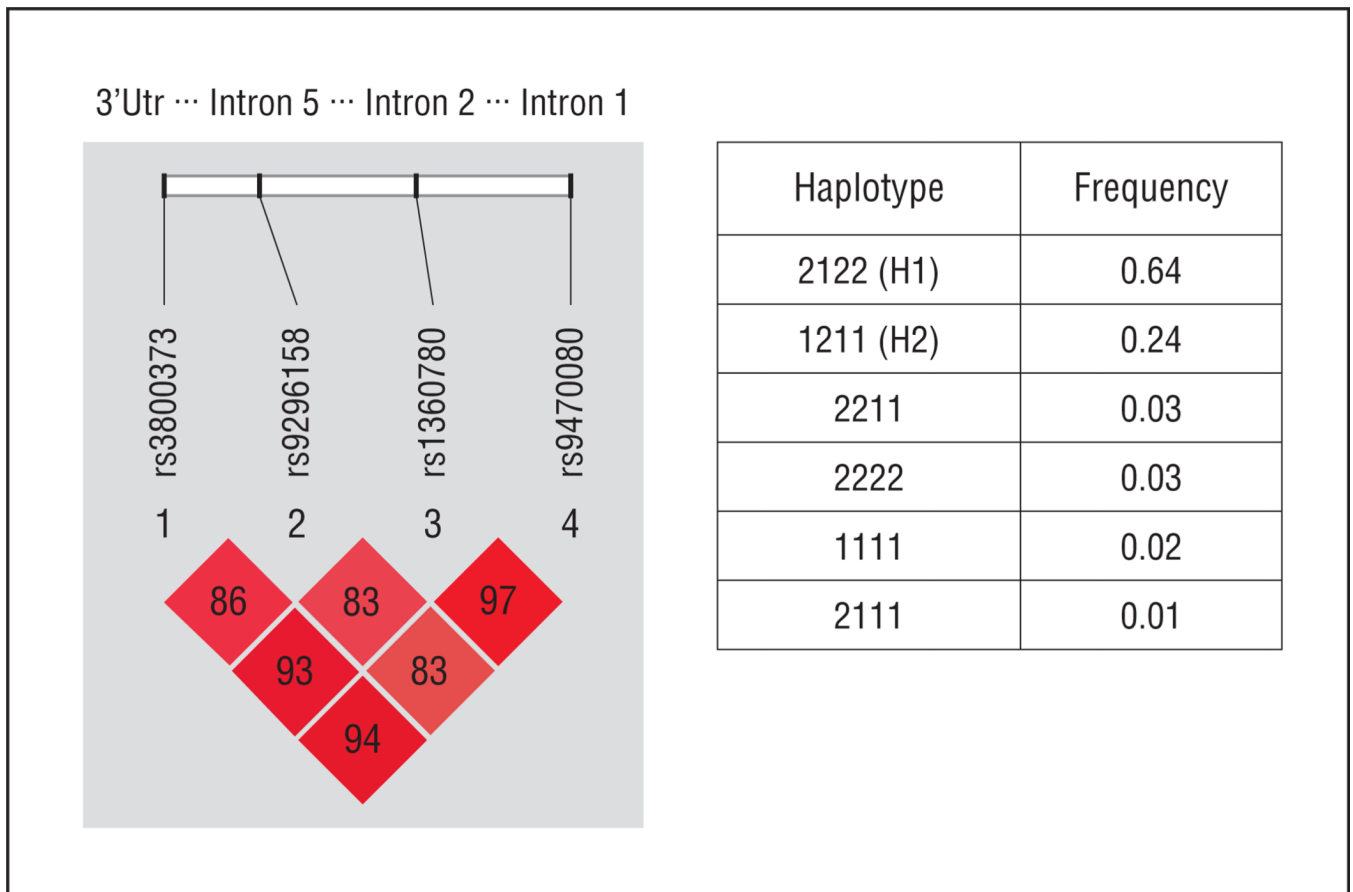 3'Utr ··· Intron 5 ··· Intron 2 ··· Intron 1
rs3800373
rs9296158
rs1360780
rs9470080
1 2 3 4
86 83 97
93 83
94
Haplotype Frequency
2122 (H1) 0.64
1211 (H2) 0.24
2211 0.03
2222 0.03
1111 0.02
2111 0.01